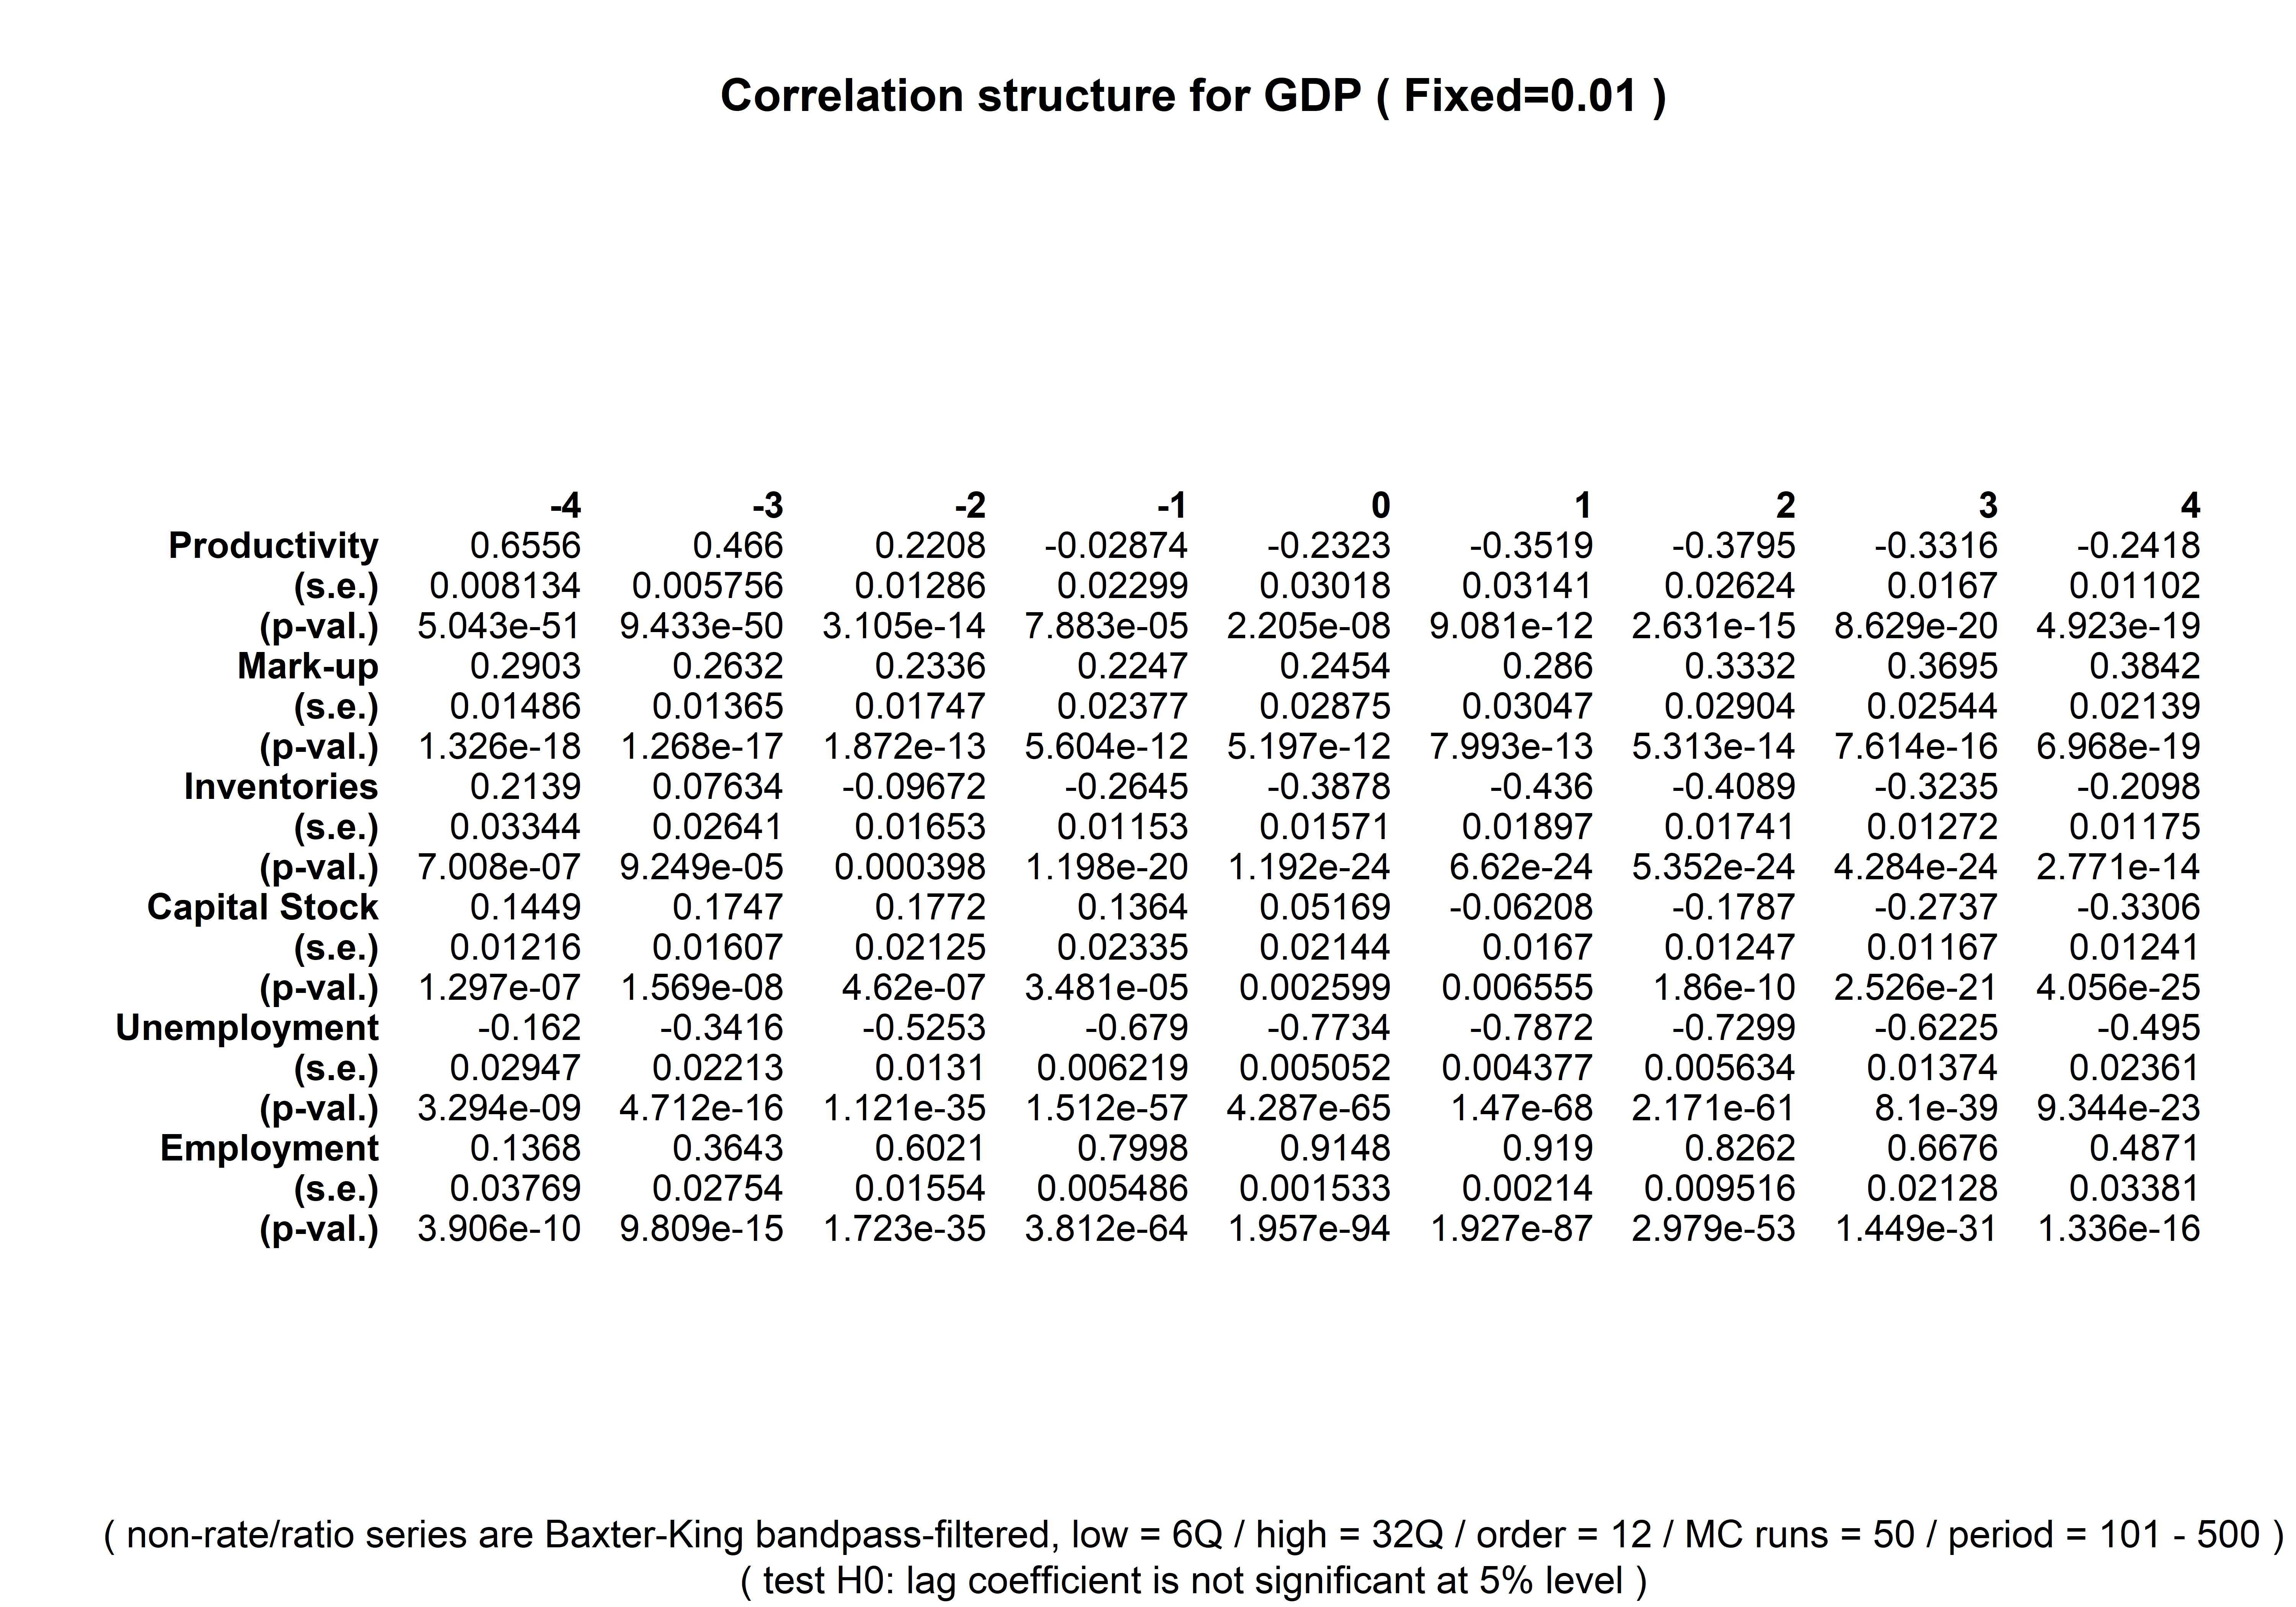 Correlation structure for GDP ( Fixed=0.01 )
-4 -3 -2 -1 0 1 2 3 4
Productivity 0.6556 0.466 0.2208 -0.02874 -0.2323 -0.3519 -0.3795 -0.3316 -0.2418
(s.e.) 0.008134 0.005756 0.01286 0.02299 0.03018 0.03141 0.02624 0.0167 0.01102
(p-val.) 5.043e-51 9.433e-50 3.105e-14 7.883e-05 2.205e-08 9.081e-12 2.631e-15 8.629e-20 4.923e-19
Mark-up 0.2903 0.2632 0.2336 0.2247 0.2454 0.286 0.3332 0.3695 0.3842
(s.e.) 0.01486 0.01365 0.01747 0.02377 0.02875 0.03047 0.02904 0.02544 0.02139
(p-val.) 1.326e-18 1.268e-17 1.872e-13 5.604e-12 5.197e-12 7.993e-13 5.313e-14 7.614e-16 6.968e-19
Inventories 0.2139 0.07634 -0.09672 -0.2645 -0.3878 -0.436 -0.4089 -0.3235 -0.2098
(s.e.) 0.03344 0.02641 0.01653 0.01153 0.01571 0.01897 0.01741 0.01272 0.01175
(p-val.) 7.008e-07 9.249e-05 0.000398 1.198e-20 1.192e-24 6.62e-24 5.352e-24 4.284e-24 2.771e-14
Capital Stock 0.1449 0.1747 0.1772 0.1364 0.05169 -0.06208 -0.1787 -0.2737 -0.3306
(s.e.) 0.01216 0.01607 0.02125 0.02335 0.02144 0.0167 0.01247 0.01167 0.01241
(p-val.) 1.297e-07 1.569e-08 4.62e-07 3.481e-05 0.002599 0.006555 1.86e-10 2.526e-21 4.056e-25
Unemployment -0.162 -0.3416 -0.5253 -0.679 -0.7734 -0.7872 -0.7299 -0.6225 -0.495
(s.e.) 0.02947 0.02213 0.0131 0.006219 0.005052 0.004377 0.005634 0.01374 0.02361
(p-val.) 3.294e-09 4.712e-16 1.121e-35 1.512e-57 4.287e-65 1.47e-68 2.171e-61 8.1e-39 9.344e-23
Employment 0.1368 0.3643 0.6021 0.7998 0.9148 0.919 0.8262 0.6676 0.4871
(s.e.) 0.03769 0.02754 0.01554 0.005486 0.001533 0.00214 0.009516 0.02128 0.03381
(p-val.) 3.906e-10 9.809e-15 1.723e-35 3.812e-64 1.957e-94 1.927e-87 2.979e-53 1.449e-31 1.336e-16
( non-rate/ratio series are Baxter-King bandpass-filtered, low = 6Q / high = 32Q / order = 12 / MC runs = 50 / period = 101 - 500 )
( test H0: lag coefficient is not significant at 5% level )